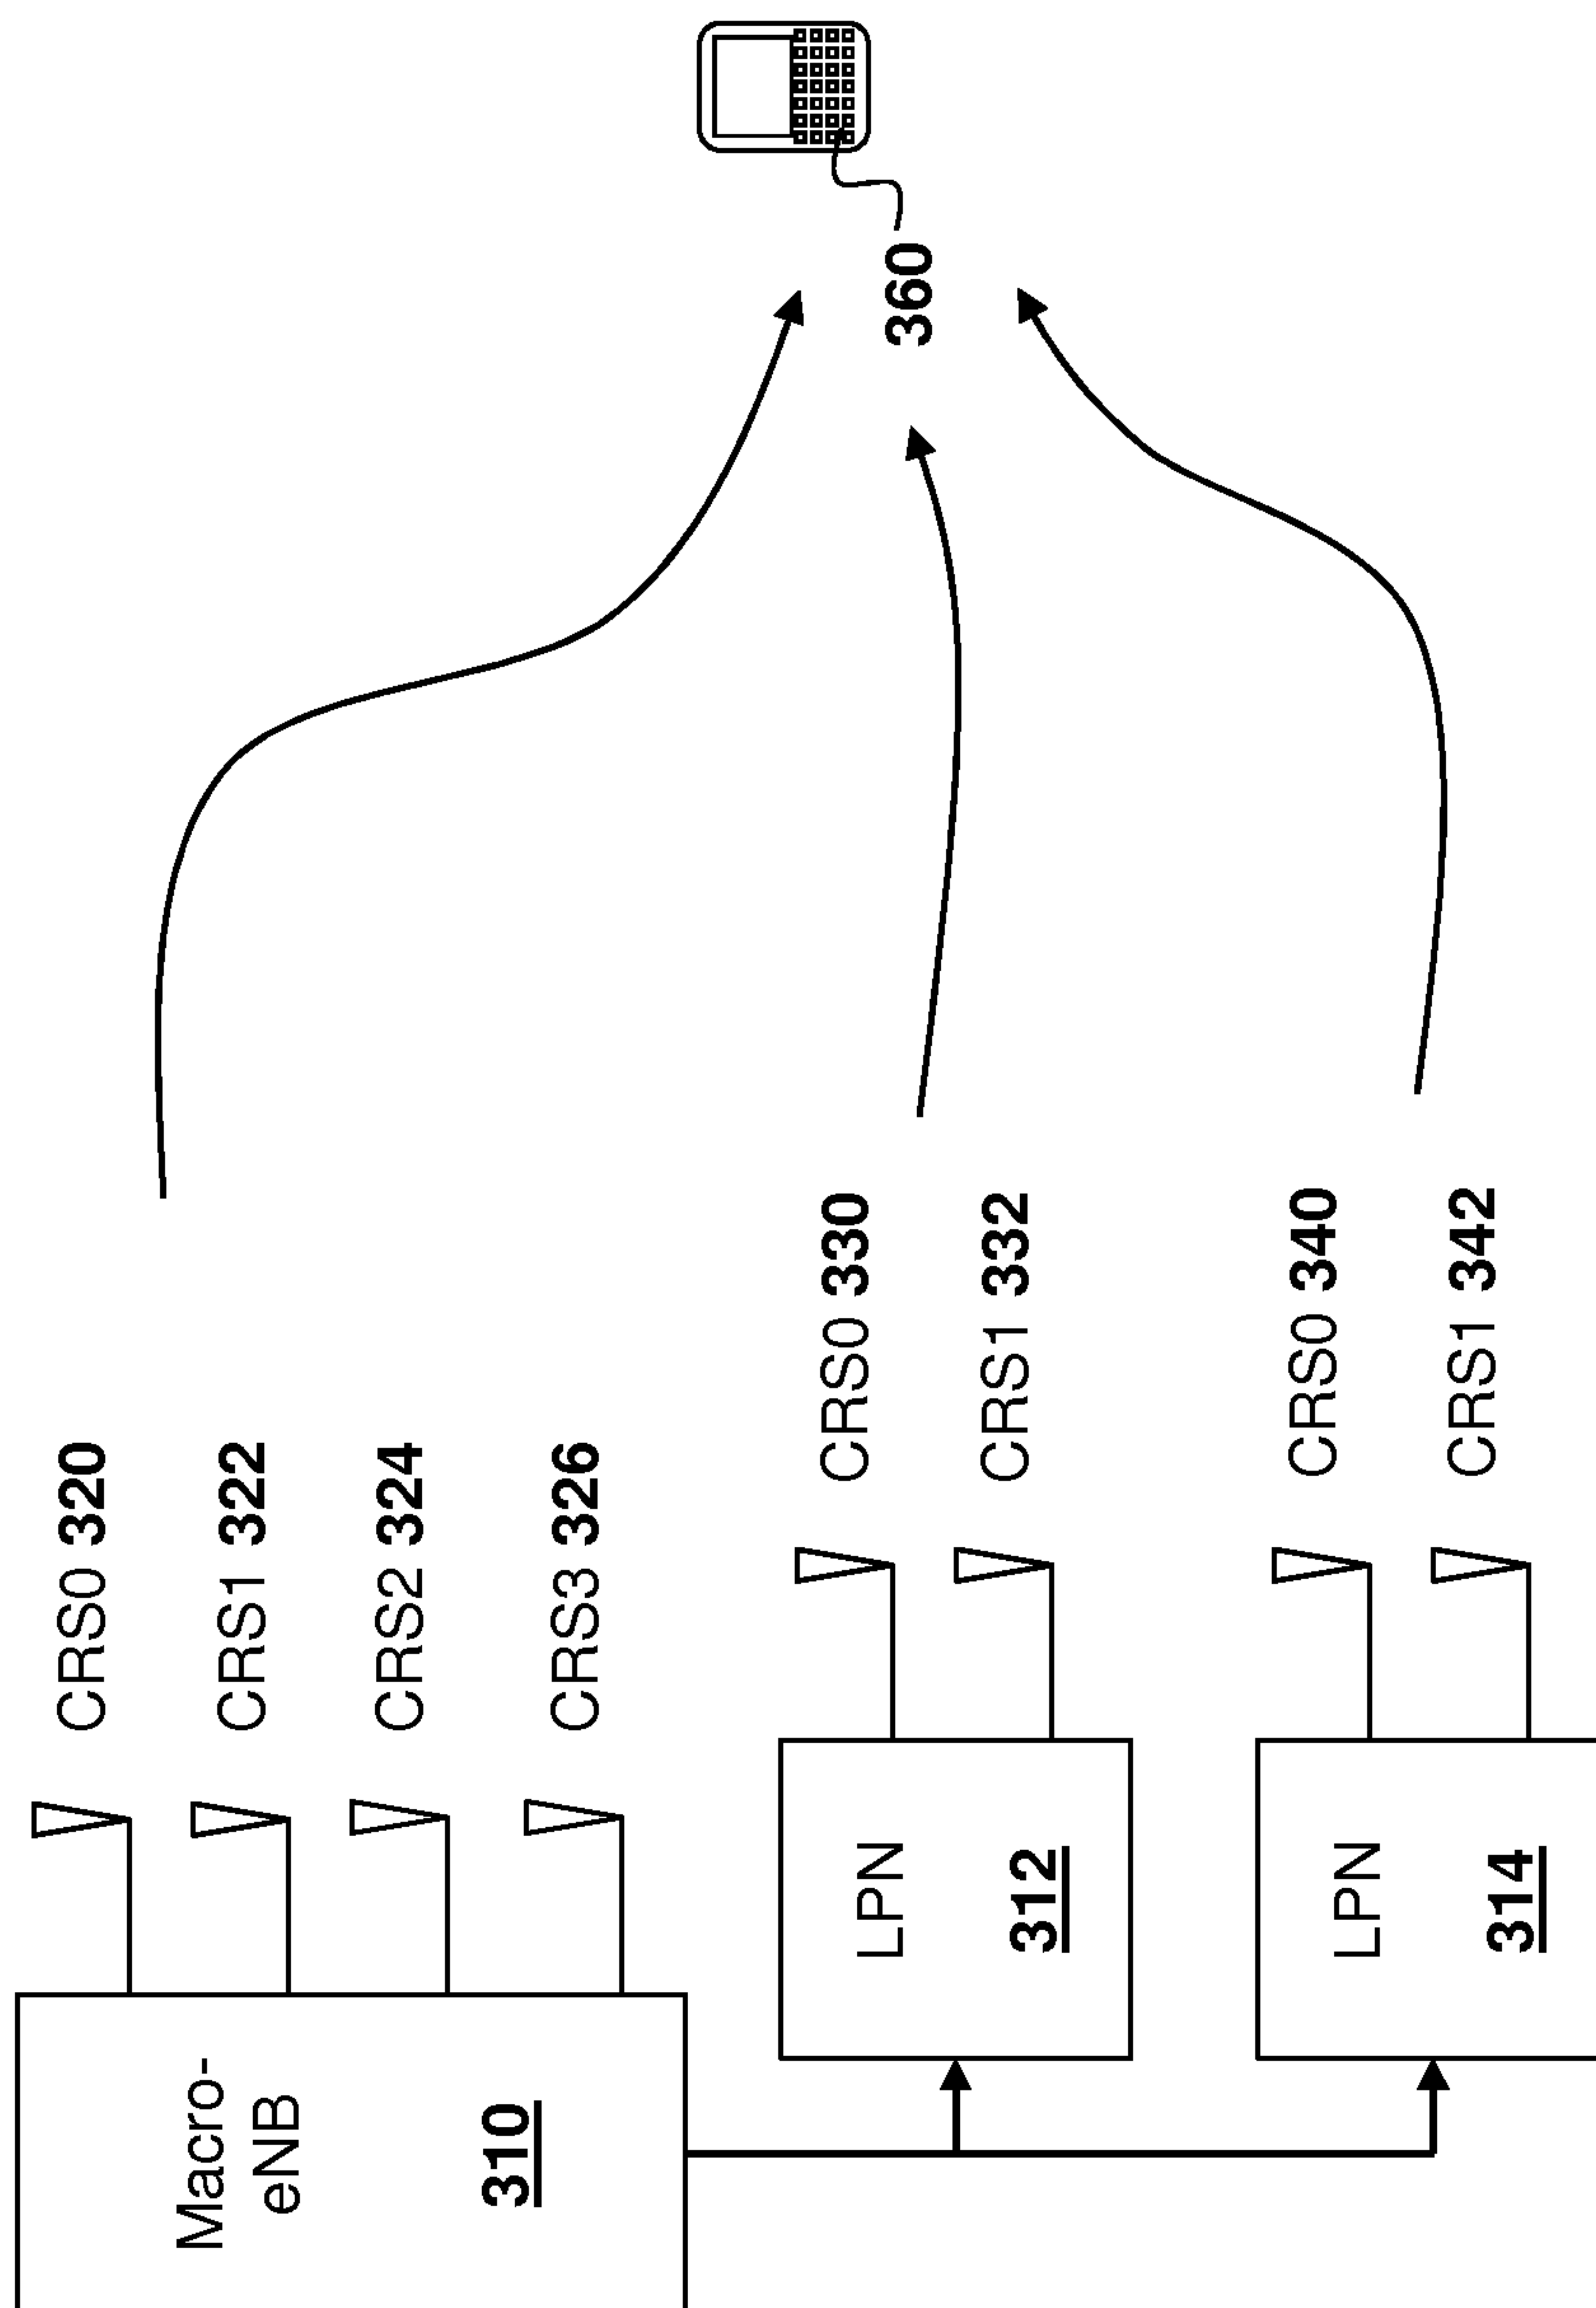 Macro-
eNB
310
CRS0 320
CRS1 322
CRS2 324
CRS3 326
LPN
312
CRS0 330
CRS1 332
LPN
314
CRS0 340
CRS1 342
360